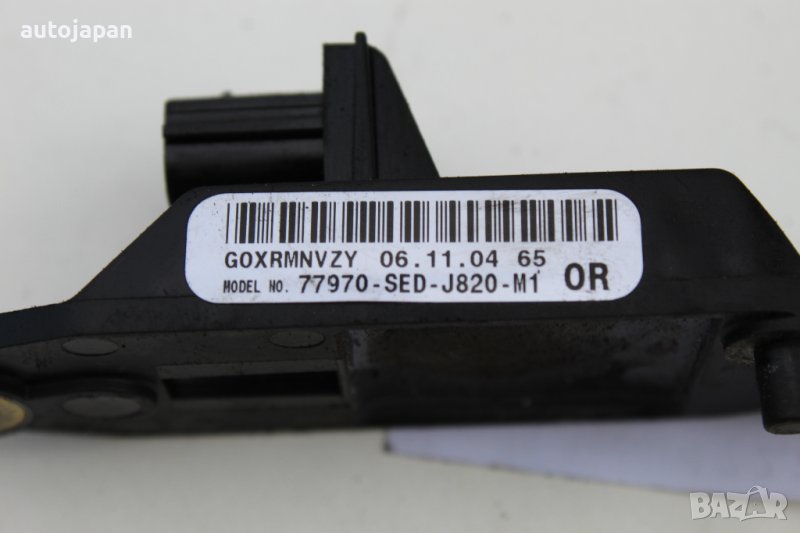 autojapan
GOXRMNVZY 06.11.04 65
MODEL NO. 77970-SED-J820-M1 OR
BAZAR